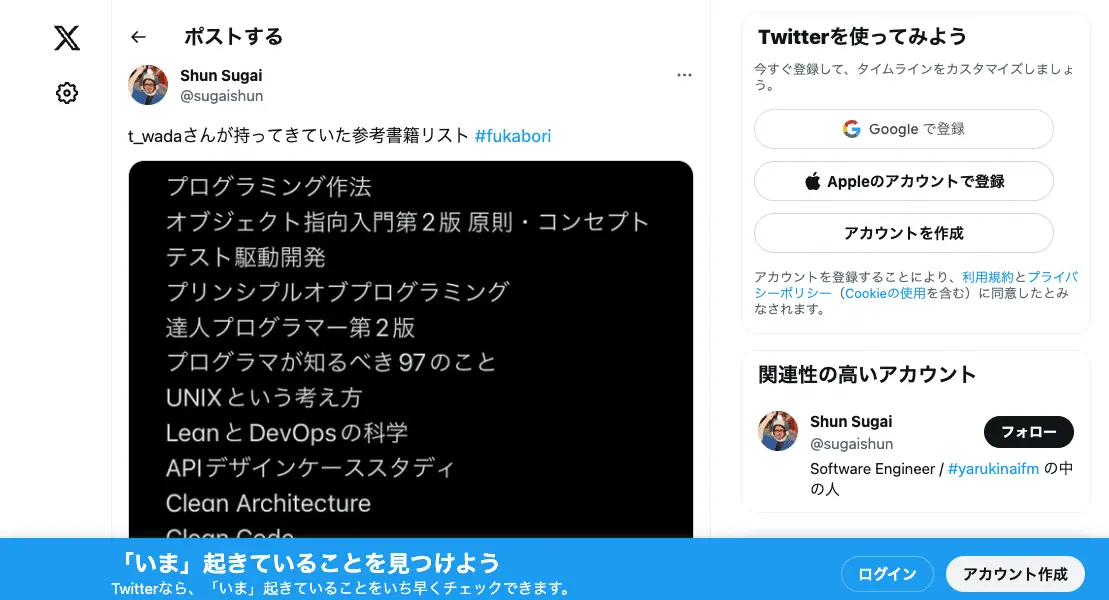 ポストする
Shun Sugai
@sugaishun
t_wadaさんが持ってきていた参考書籍リスト #fukabori
プログラミング作法
オブジェクト指向入門第2版 原則・コンセプト
テスト駆動開発
プリンシプルオブプログラミング
達人プログラマー第2版
プログラマが知るべき97のこと
UNIXという考え方
LeanとDevOpsの科学
APIデザインケーススタディ
Clean Architecture
Clean Code
Twitterを使ってみよう
今すぐ登録して、タイムラインをカスタマイズしましょ
う。
Google で登録
Appleのアカウントで登録
アカウントを作成
アカウントを登録することにより、利用規約とプライバ
シーポリシー（Cookieの使用を含む）に同意したとみ
なされます。
関連性の高いアカウント
Shun Sugai
@sugaishun
フォロー
Software Engineer / #yarukinaifm の中
の人
「いま」起きていることを見つけよう
Twitterなら、「いま」起きていることをいち早くチェックできます。
ログイン
アカウント作成